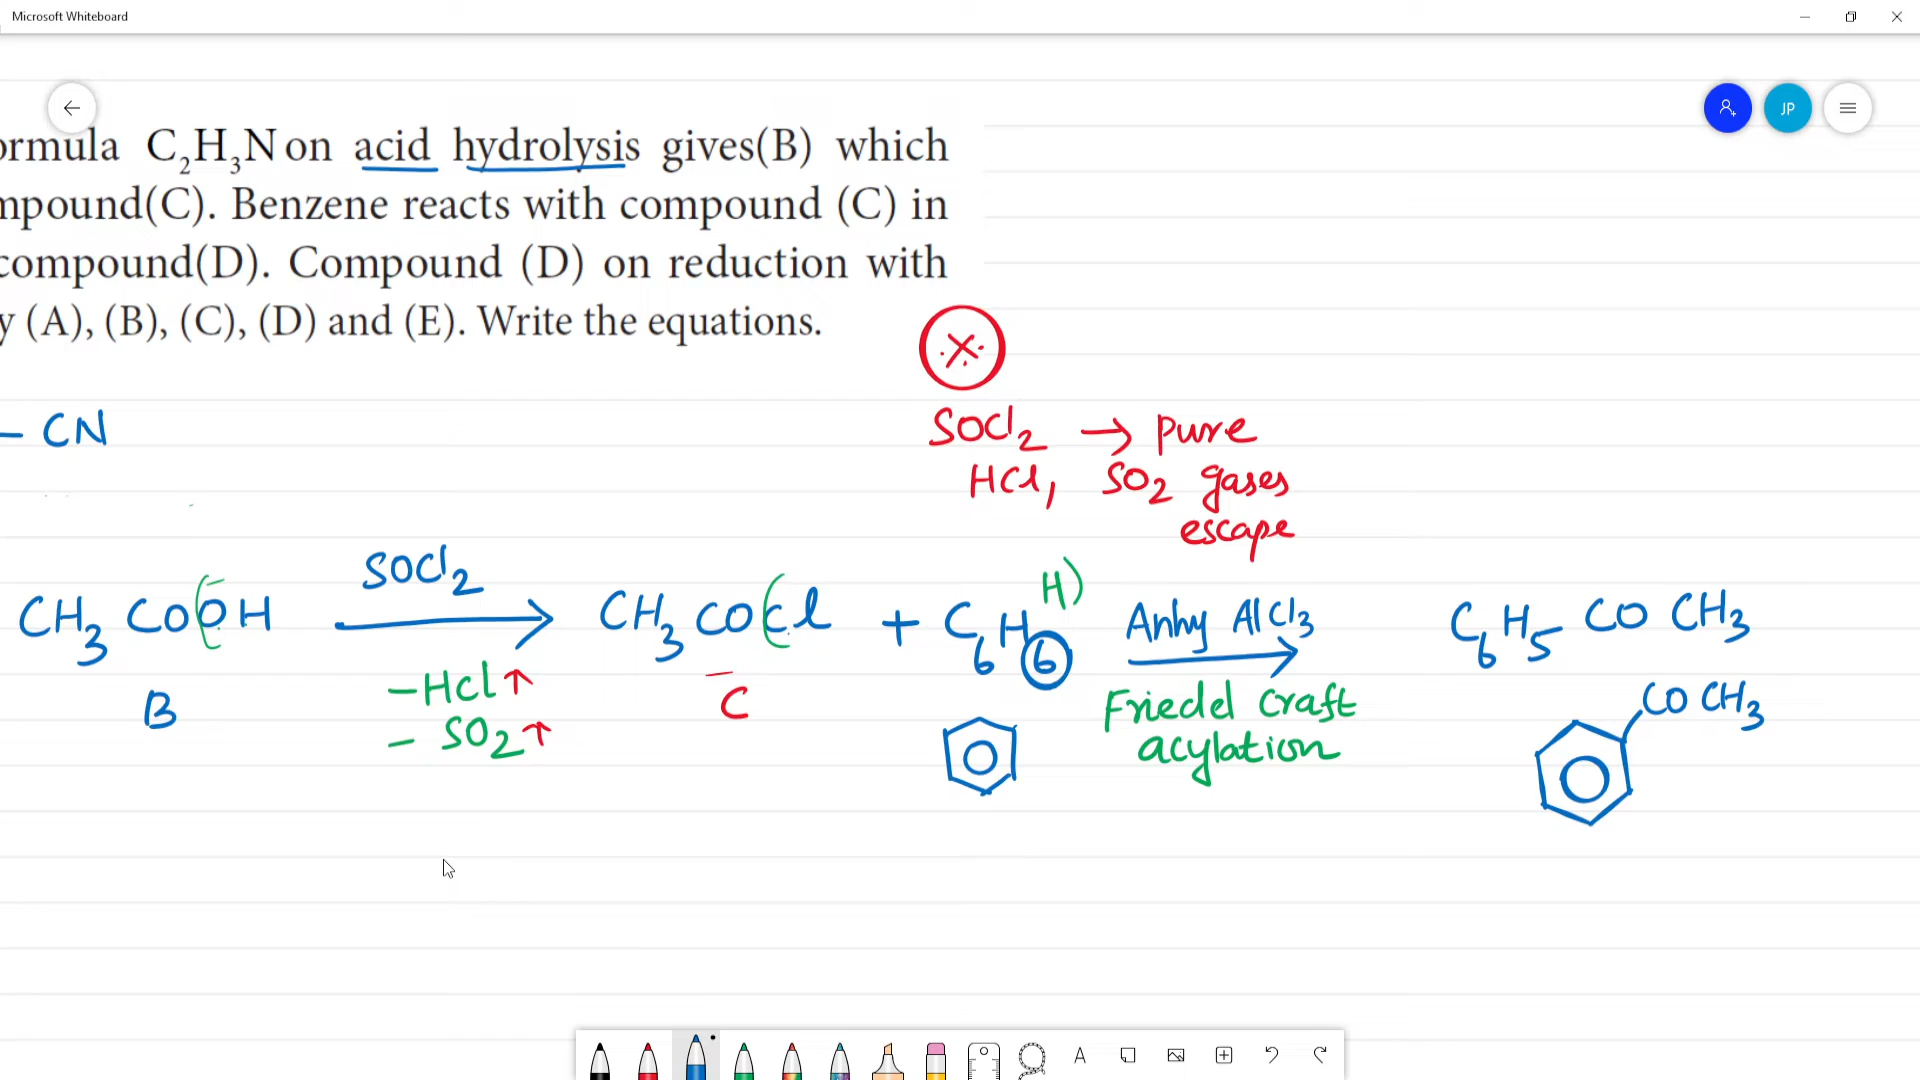 Microsoft Whiteboard
JP
ormula C₂H₃N on acid hydrolysis gives(B) which
mpound(C). Benzene reacts with compound (C) in
compound(D). Compound (D) on reduction with
y (A), (B), (C), (D) and (E). Write the equations.
– CN
SOCl₂ → pure
HCl, SO₂ gases
escape
CH₃ COOH SOCl₂ → CH₃ COCl + C₆H₆ H) Anhy AlCl₃ → C₆H₅ CO CH₃
– HCl↑
– SO₂↑
B
C
Friedel Craft
acylation
CO CH₃
A